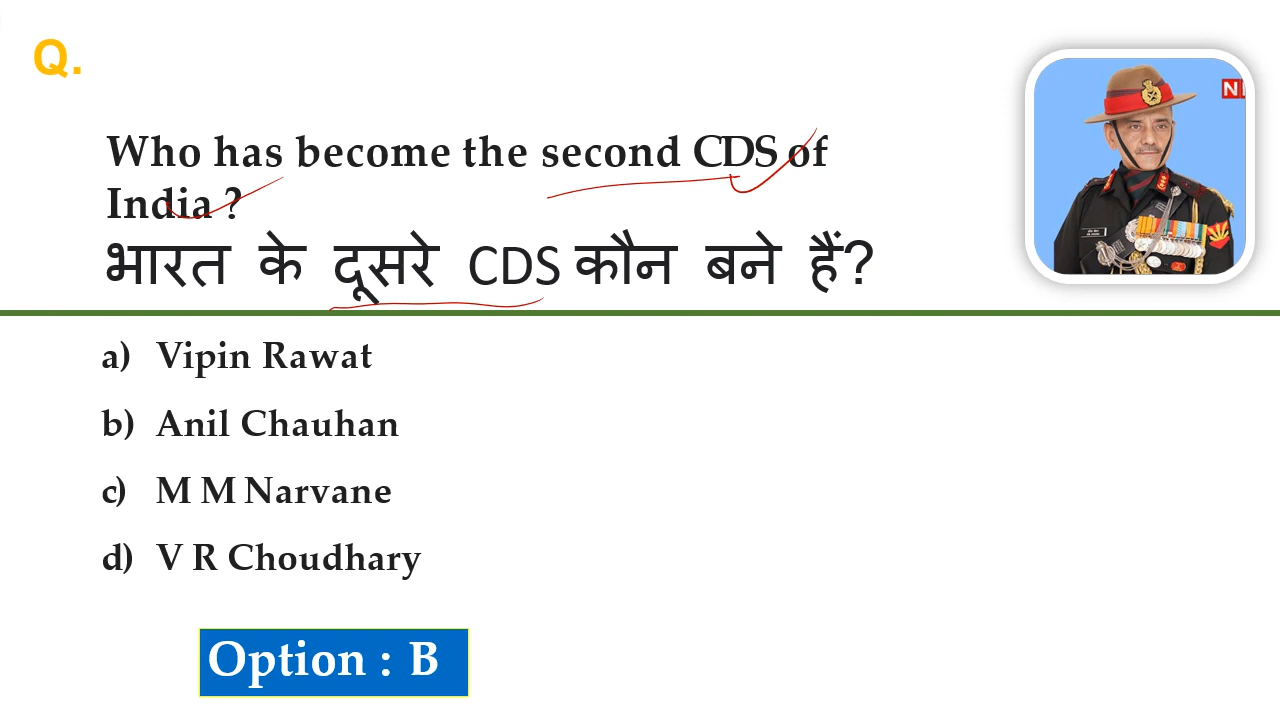 Q.
Who has become the second CDS of
India ?
भारत के दूसरे CDS कौन बने हैं?
a) Vipin Rawat
b) Anil Chauhan
c) M M Narvane
d) V R Choudhary
Option : B